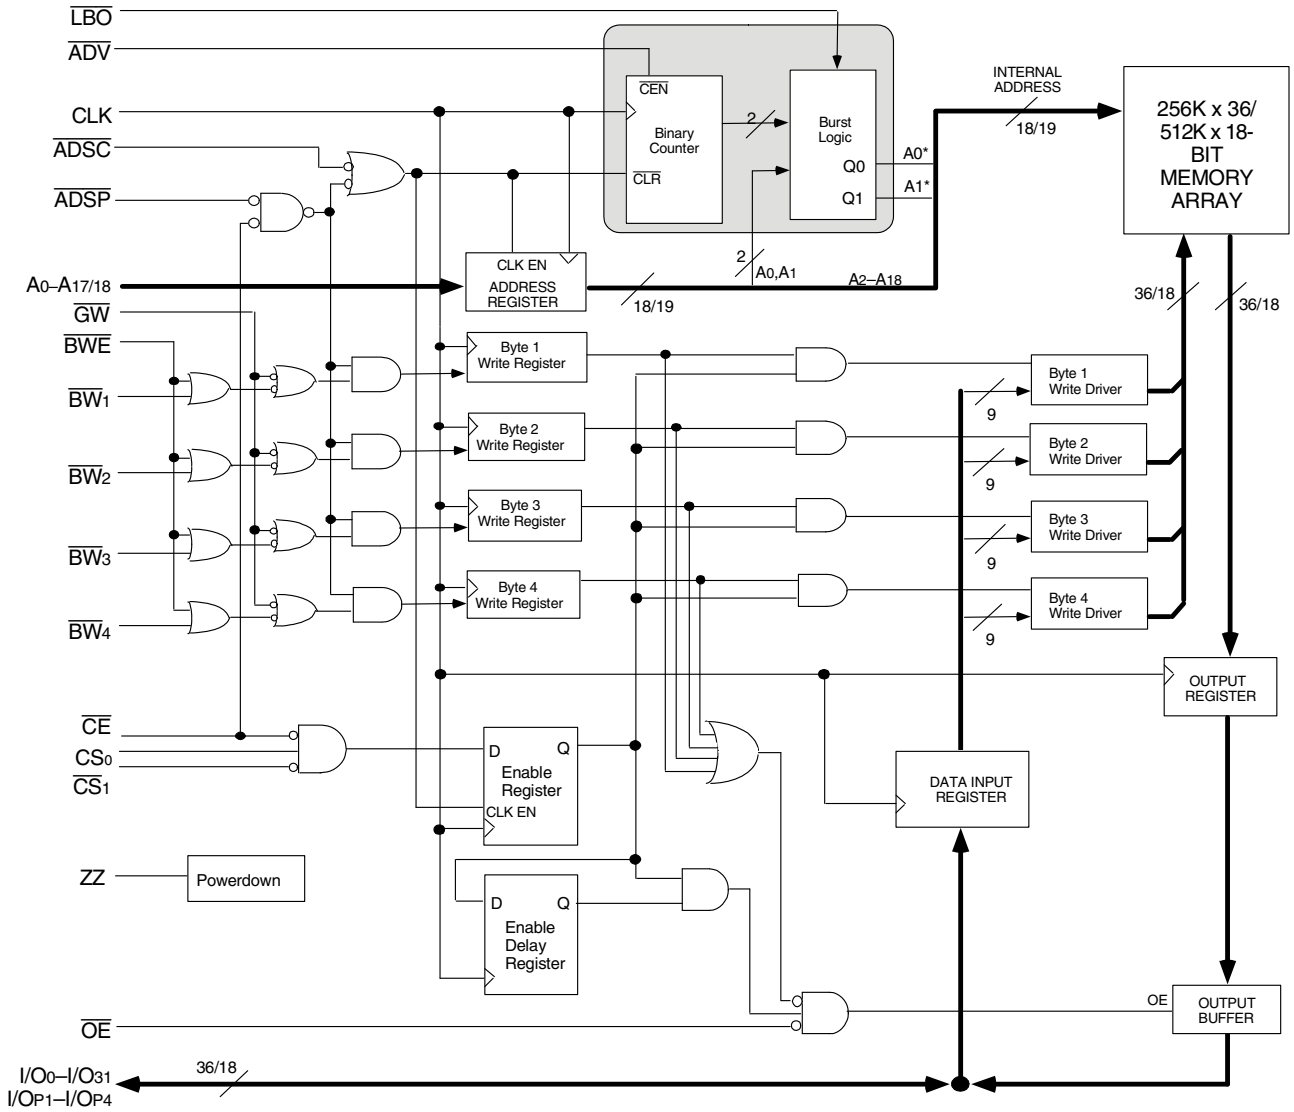 LBO
ADV
CLK
ADSC
ADSP
A0–A17/18
GW
BWE
BW1
BW2
BW3
BW4
CE
CS0
CS1
ZZ
Powerdown
OE
I/O0–I/O31
I/OP1–I/OP4
36/18
CEN
Binary
Counter
CLR
2
Burst
Logic
Q0
Q1
A0*
A1*
2
A0,A1
A2–A18
18/19
INTERNAL
ADDRESS
18/19
256K x 36/
512K x 18-
BIT
MEMORY
ARRAY
36/18
36/18
CLK EN
ADDRESS
REGISTER
Byte 1
Write Register
Byte 2
Write Register
Byte 3
Write Register
Byte 4
Write Register
Byte 1
Write Driver
9
Byte 2
Write Driver
9
Byte 3
Write Driver
9
Byte 4
Write Driver
9
OUTPUT
REGISTER
D Q
Enable
Register
CLK EN
DATA INPUT
REGISTER
D Q
Enable
Delay
Register
OE
OUTPUT
BUFFER